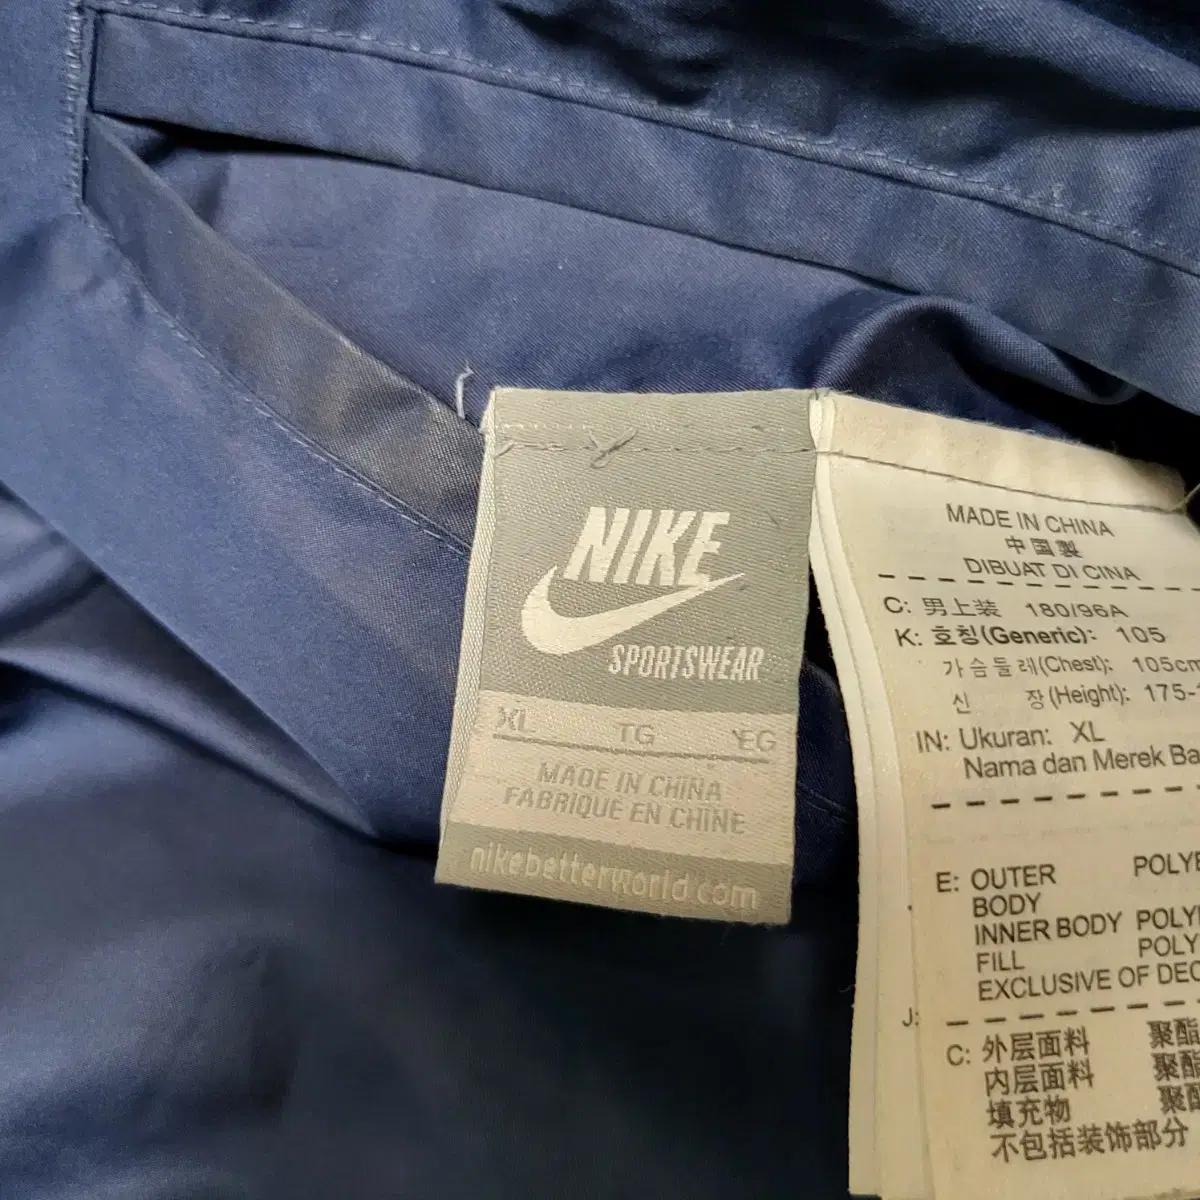 NIKE
SPORTSWEAR
XL TG EG
MADE IN CHINA
FABRIQUE EN CHINE
nikebetterworld.com
MADE IN CHINA
中国製
DIBUAT DI CINA
C: 男上装 180/96A
K: 호칭(Generic): 105
가슴둘레(Chest): 105cm
신 장(Height): 175-
IN: Ukuran: XL
Nama dan Merek Ba
E: OUTER POLYE
BODY
INNER BODY POLY
FILL POLY
EXCLUSIVE OF DEC
J:
C: 外层面料 聚酯
内层面料 聚酯
填充物 聚酯
不包括装饰部分